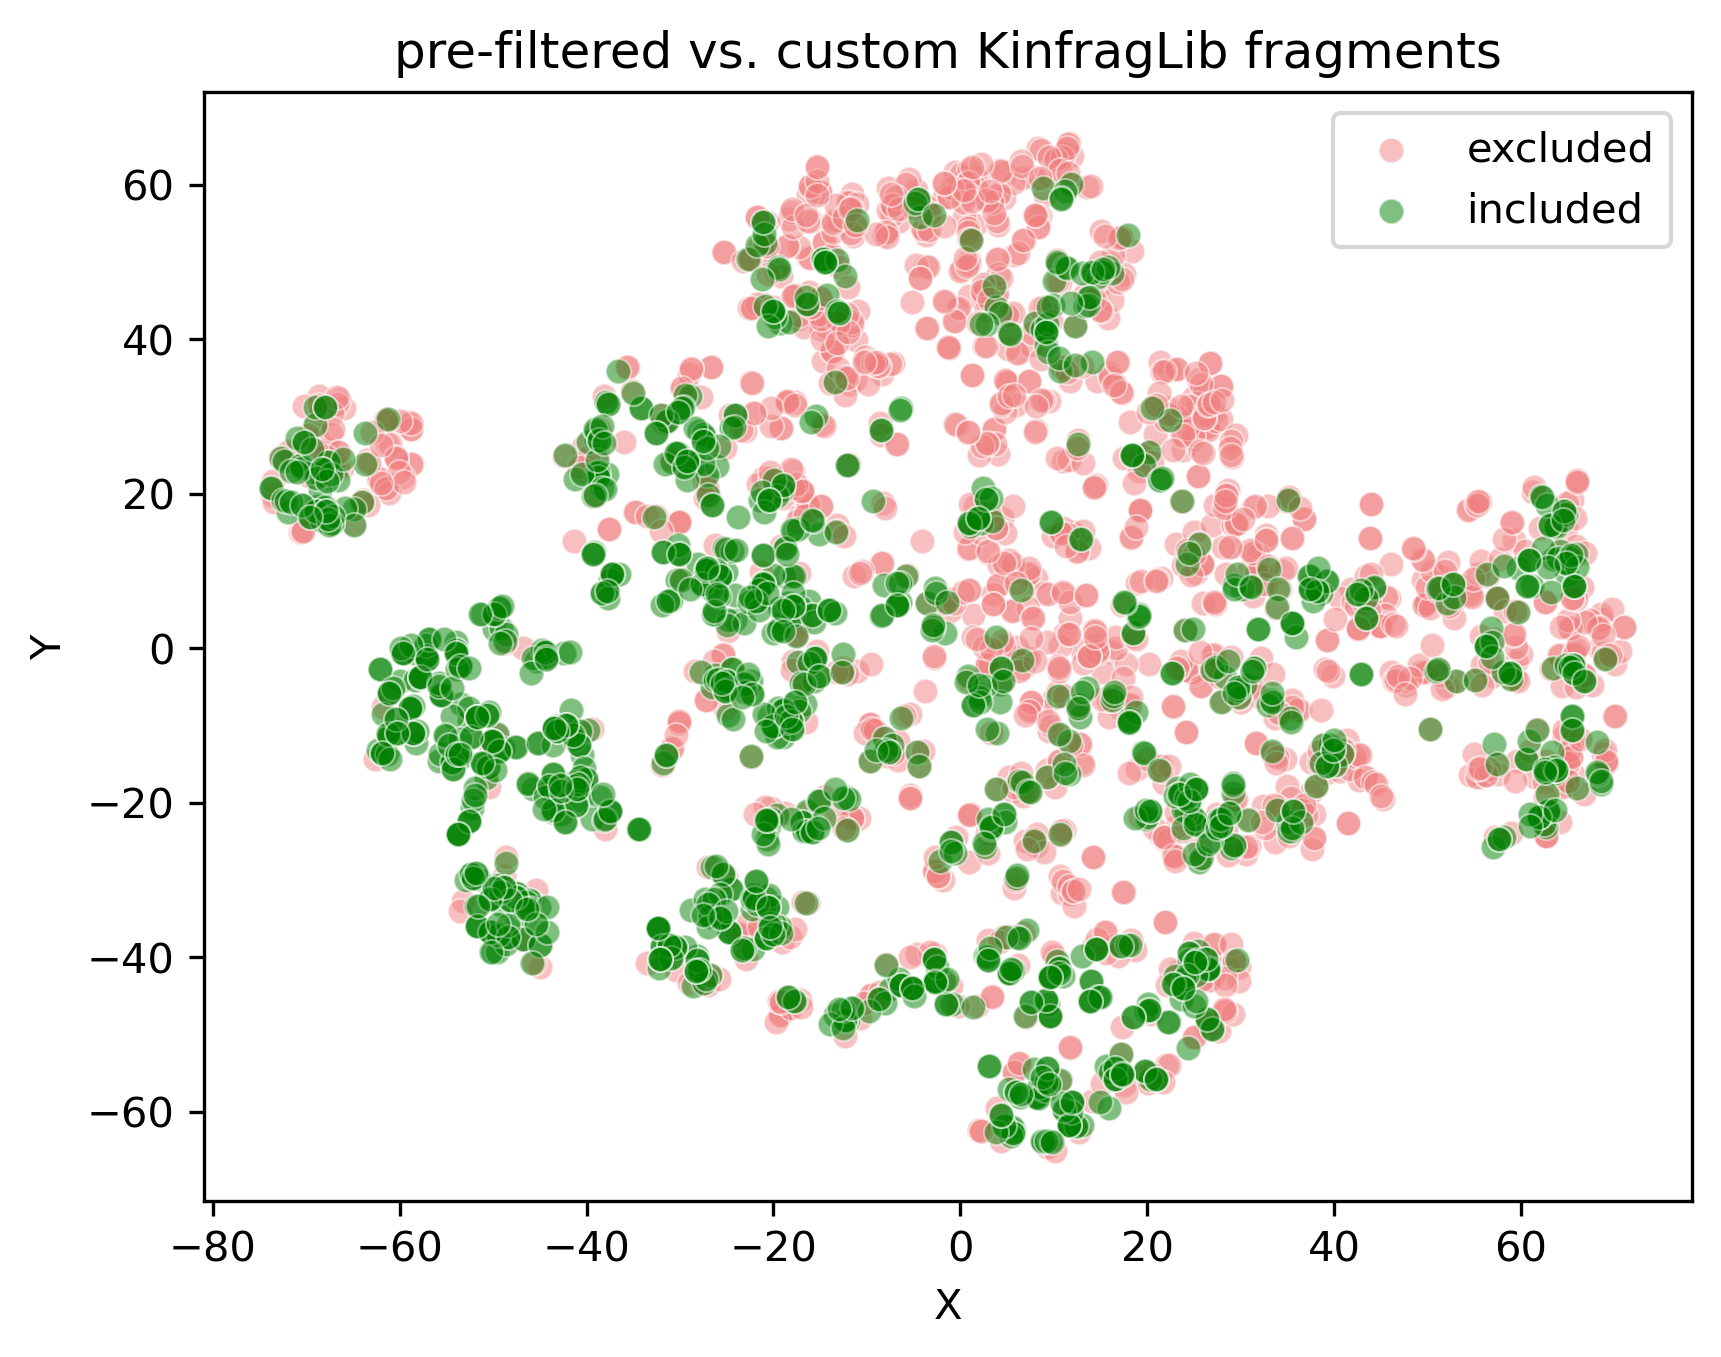 pre-filtered vs. custom KinfragLib fragments
excluded
included
60
40
20
0
−20
−40
−60
Y
−80 −60 −40 −20 0 20 40 60
X